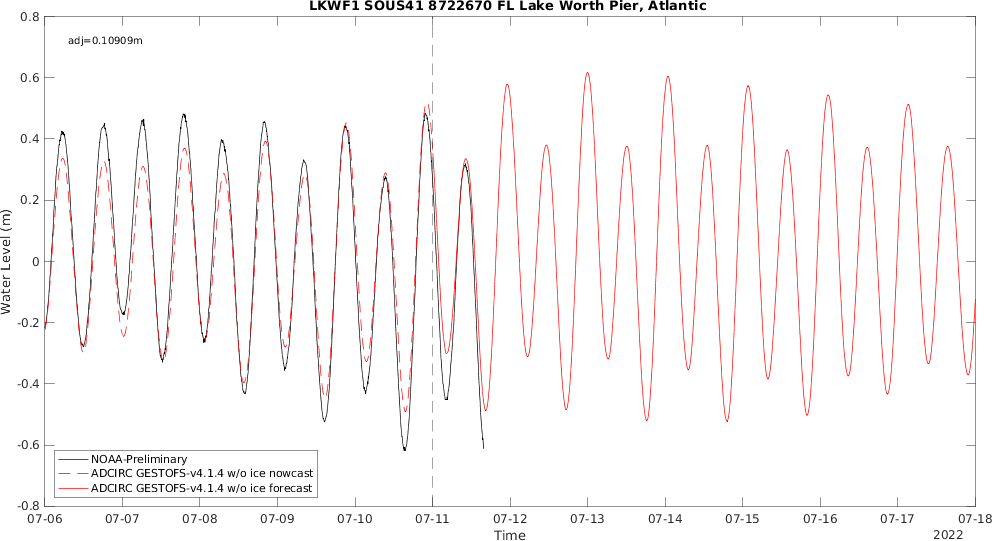 LKWF1 SOUS41 8722670 FL Lake Worth Pier, Atlantic
adj=0.10909m
0.8
0.6
0.4
0.2
0
-0.2
-0.4
-0.6
-0.8
Water Level (m)
NOAA-Preliminary
ADCIRC GESTOFS-v4.1.4 w/o ice nowcast
ADCIRC GESTOFS-v4.1.4 w/o ice forecast
07-06 07-07 07-08 07-09 07-10 07-11 07-12 07-13 07-14 07-15 07-16 07-17 07-18
Time
2022